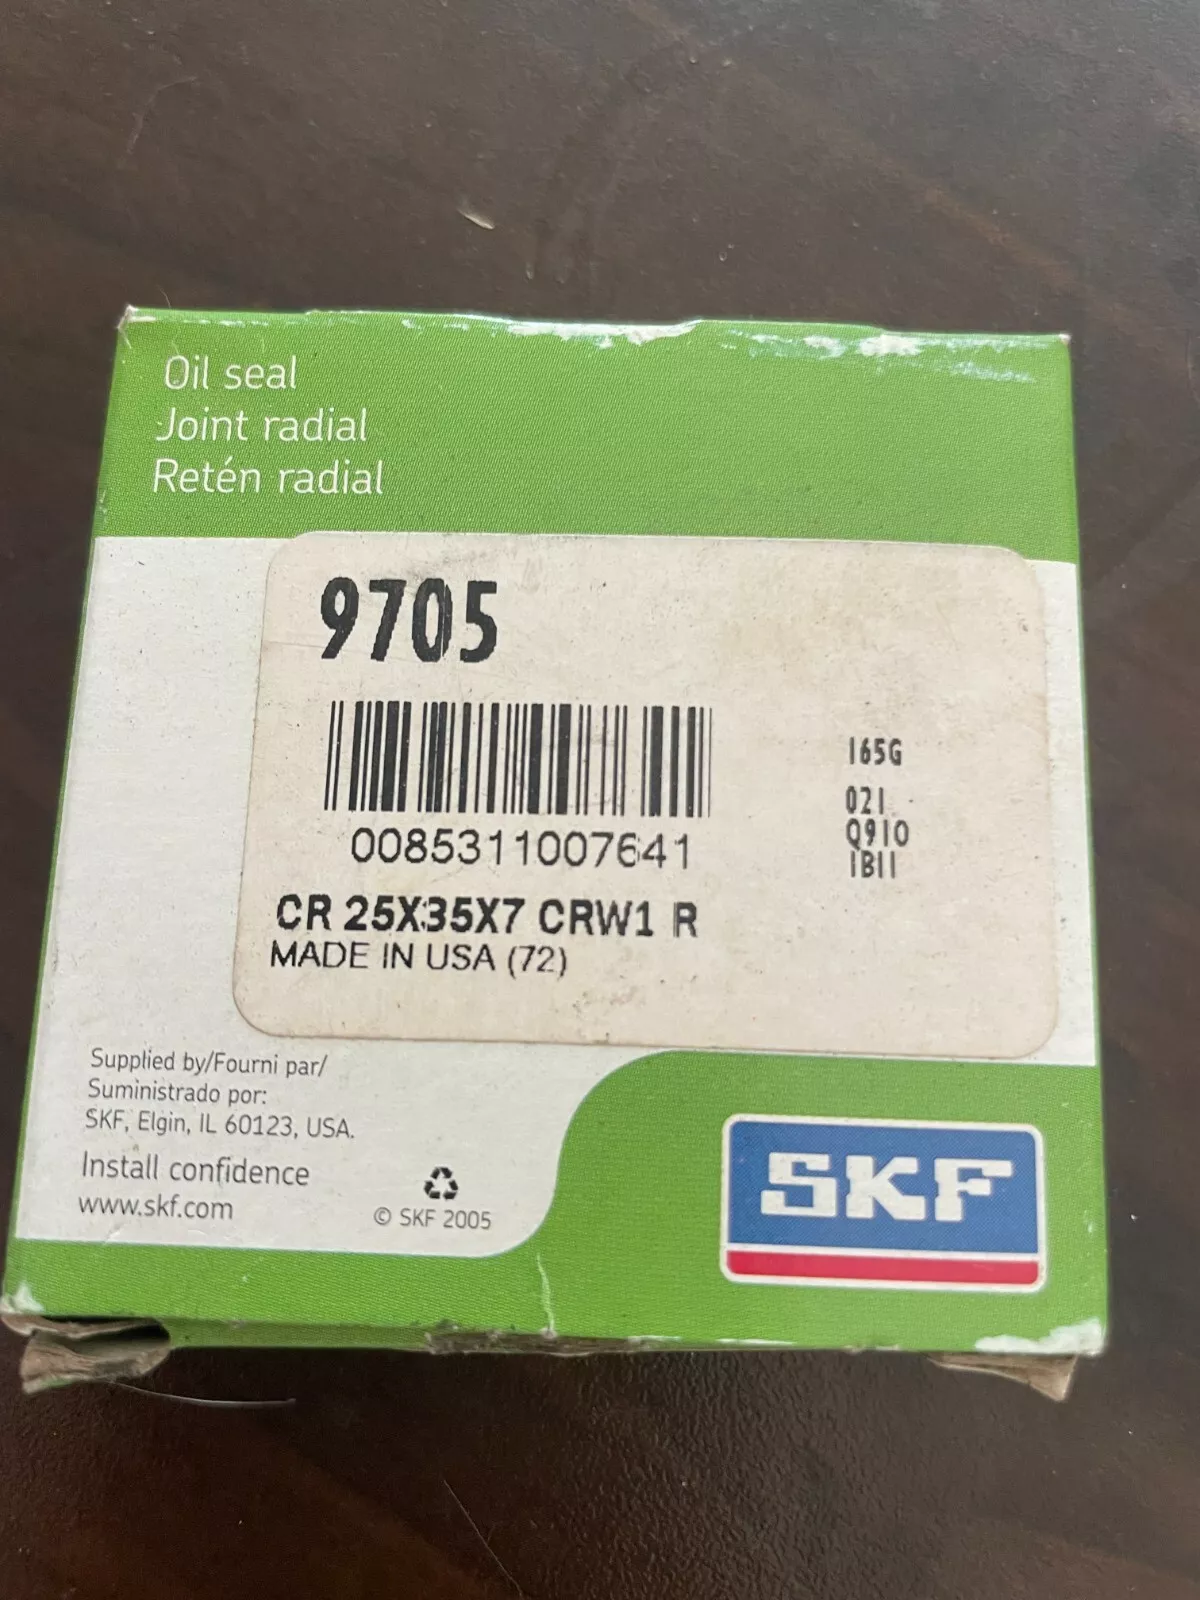 Oil seal
Joint radial
Retén radial
9705
0085311007641
165G
021
Q910
1B11
CR 25X35X7 CRW1 R
MADE IN USA (72)
Supplied by/Fourni par/
Suministrado por:
SKF, Elgin, IL 60123, USA.
Install confidence
www.skf.com
© SKF 2005
SKF